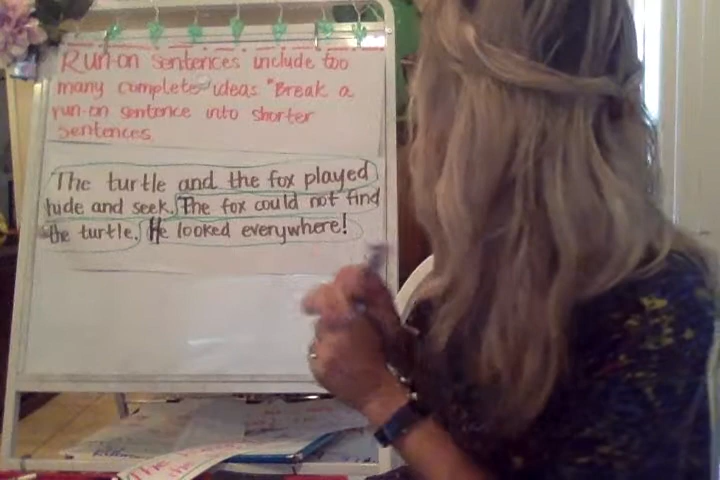 Run-on sentences include too
many complete ideas "Break a
run-on sentence into shorter
sentences.
The turtle and the fox played
hide and seek. The fox could not find
the turtle. He looked everywhere!